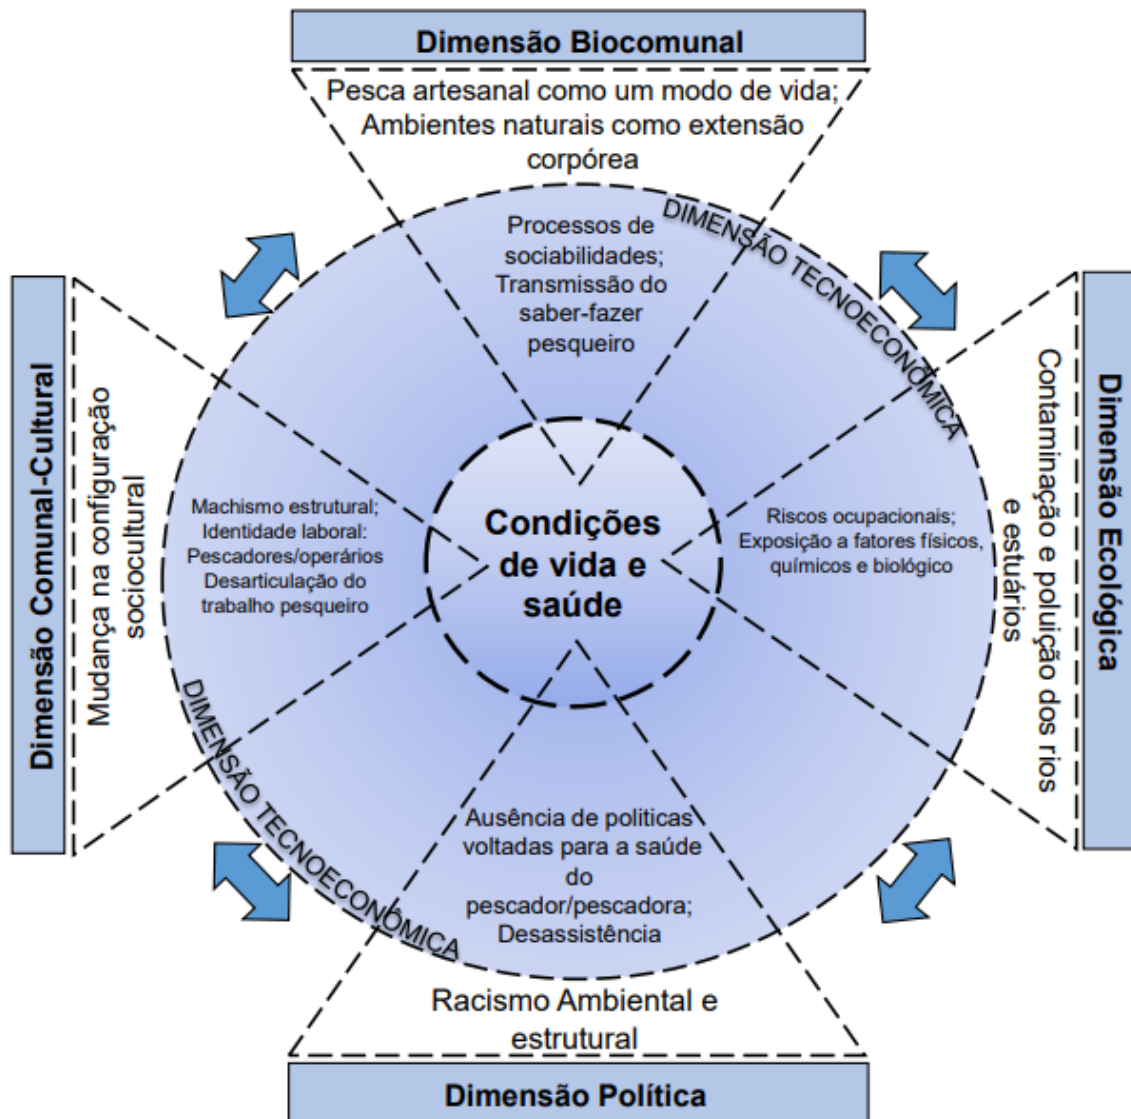 Dimensão Biocomunal
Pesca artesanal como um modo de vida;
Ambientes naturais como extensão
corpórea
Processos de
sociabilidades;
Transmissão do
saber-fazer
pesqueiro
DIMENSÃO TECNOECONÔMICA
Dimensão Comunal-Cultural
Mudança na configuração
sociocultural
Machismo estrutural;
Identidade laboral:
Pescadores/operários
Desarticulação do
trabalho pesqueiro
Condições
de vida e
saúde
Riscos ocupacionais;
Exposição a fatores físicos,
químicos e biológico
Contaminação e poluição dos rios
e estuários
Dimensão Ecológica
DIMENSÃO TECNOECONÔMICA
Ausência de politicas
voltadas para a saúde
do
pescador/pescadora;
Desassistência
Racismo Ambiental e
estrutural
Dimensão Política